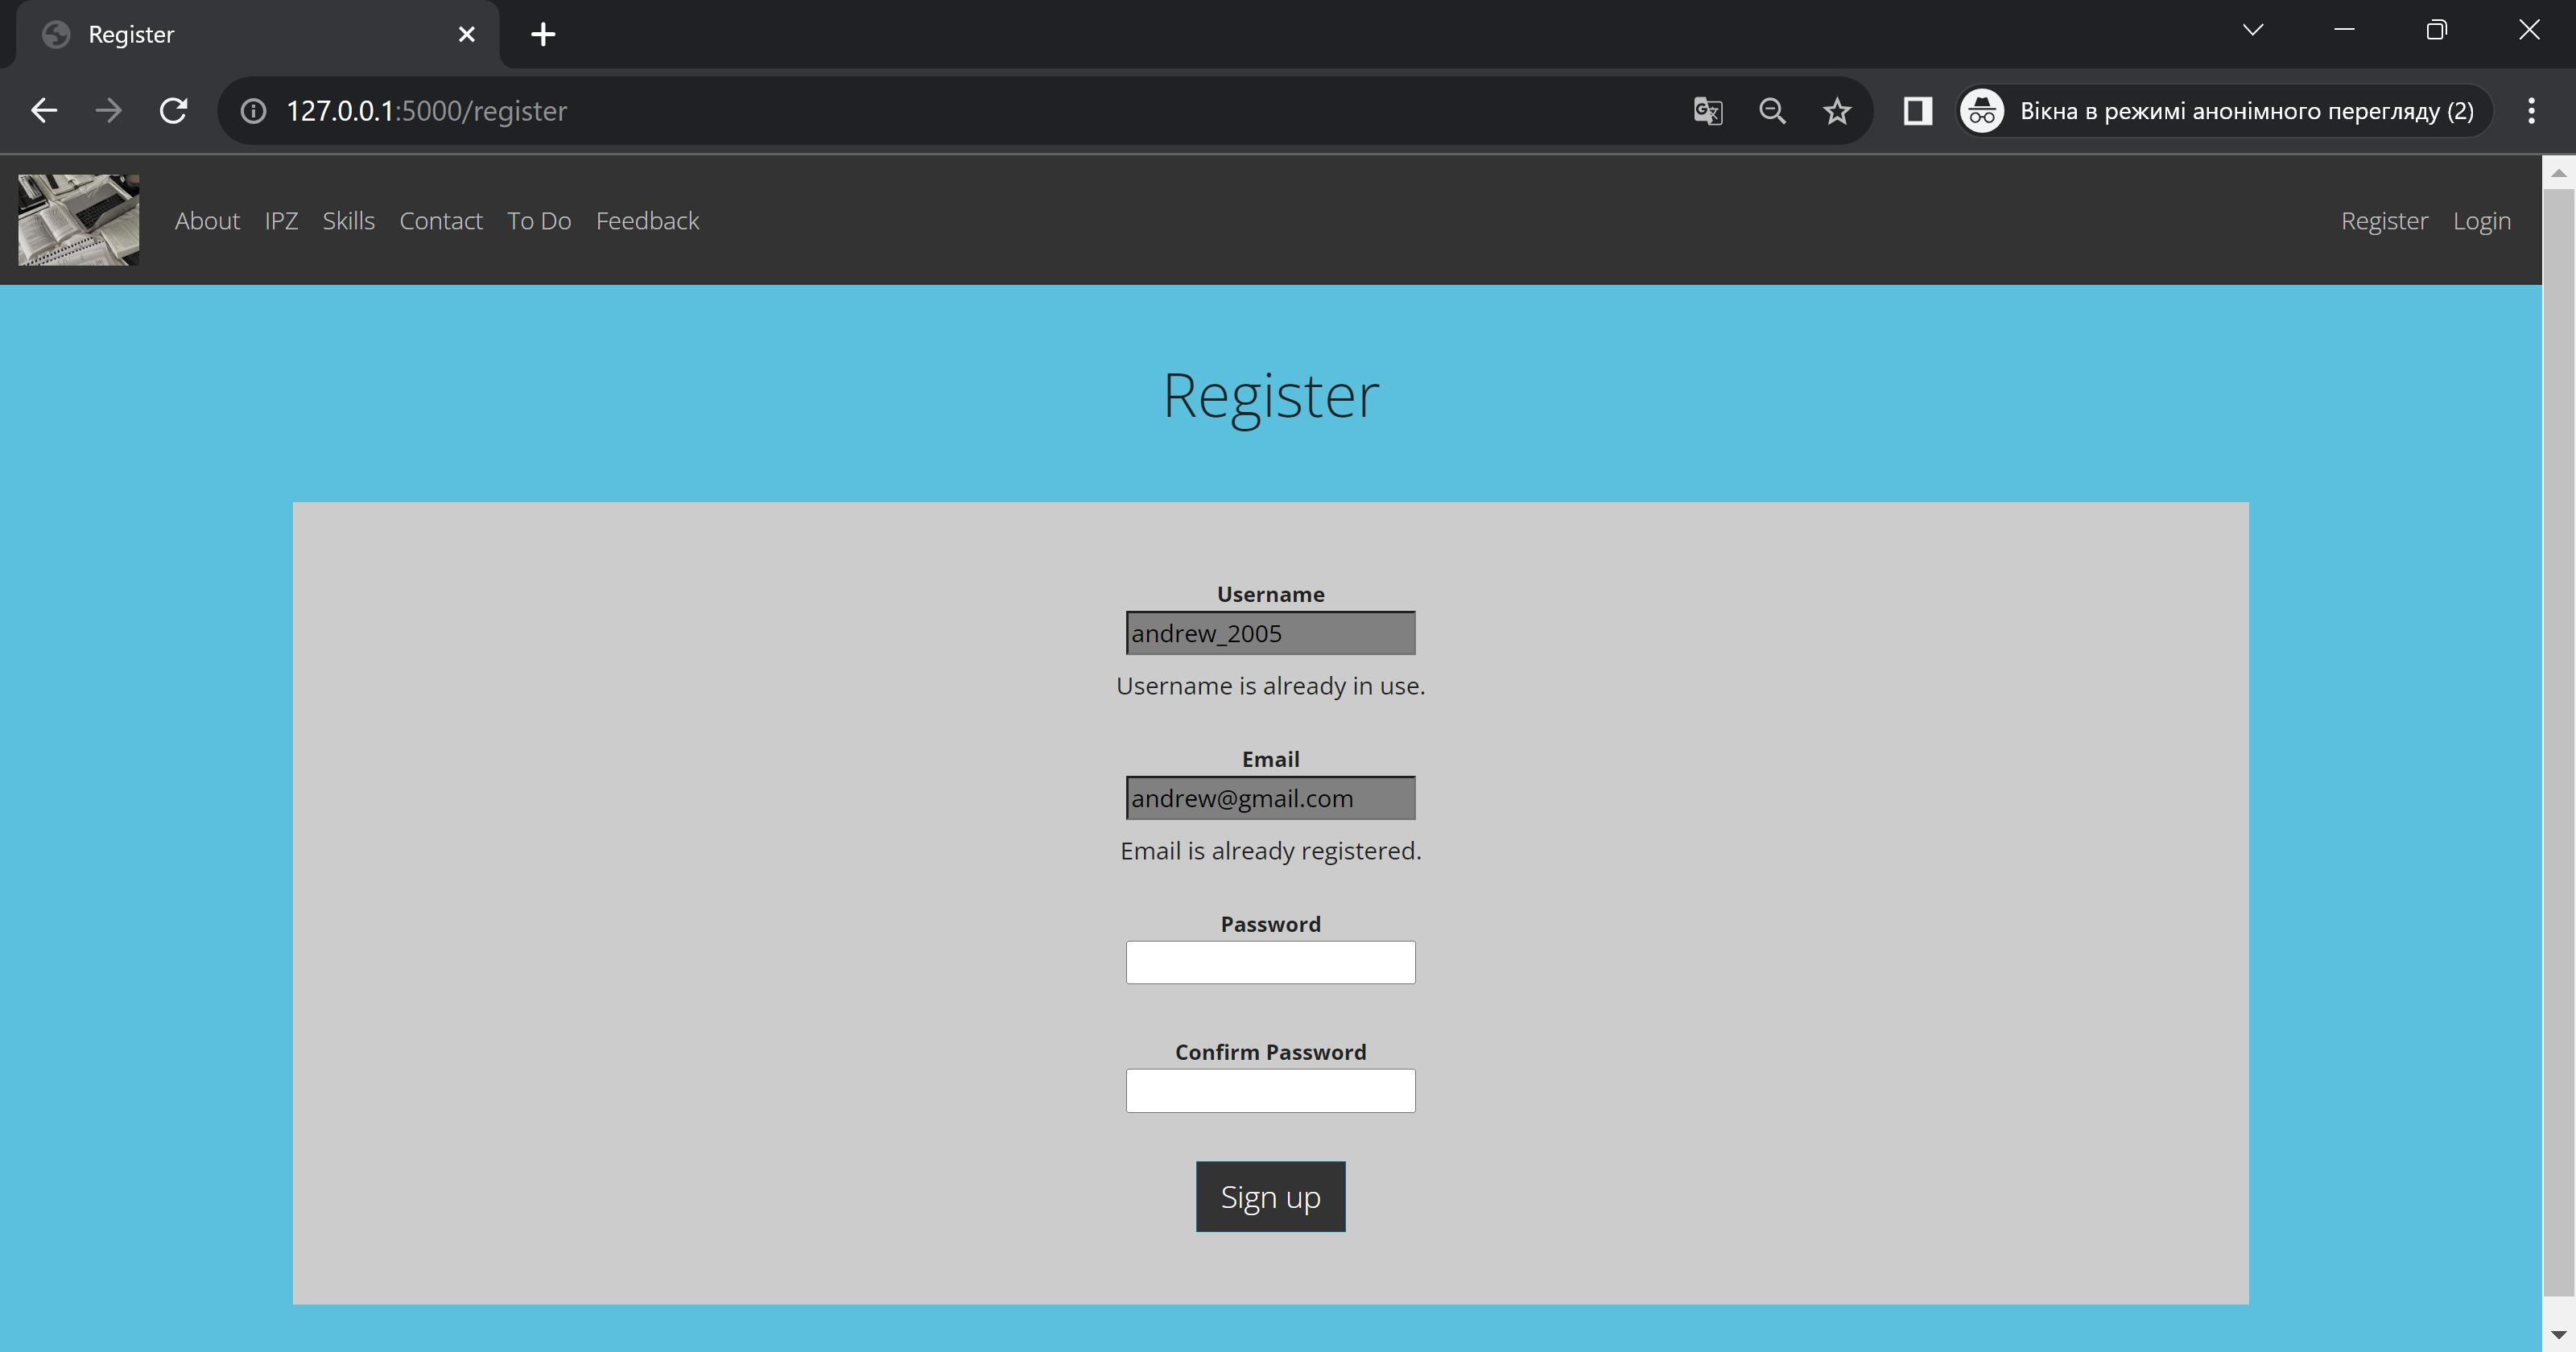 Register
127.0.0.1:5000/register
Вікна в режимі анонімного перегляду (2)
About IPZ Skills Contact To Do Feedback Register Login
Register
Username
andrew_2005
Username is already in use.
Email
andrew@gmail.com
Email is already registered.
Password
Confirm Password
Sign up